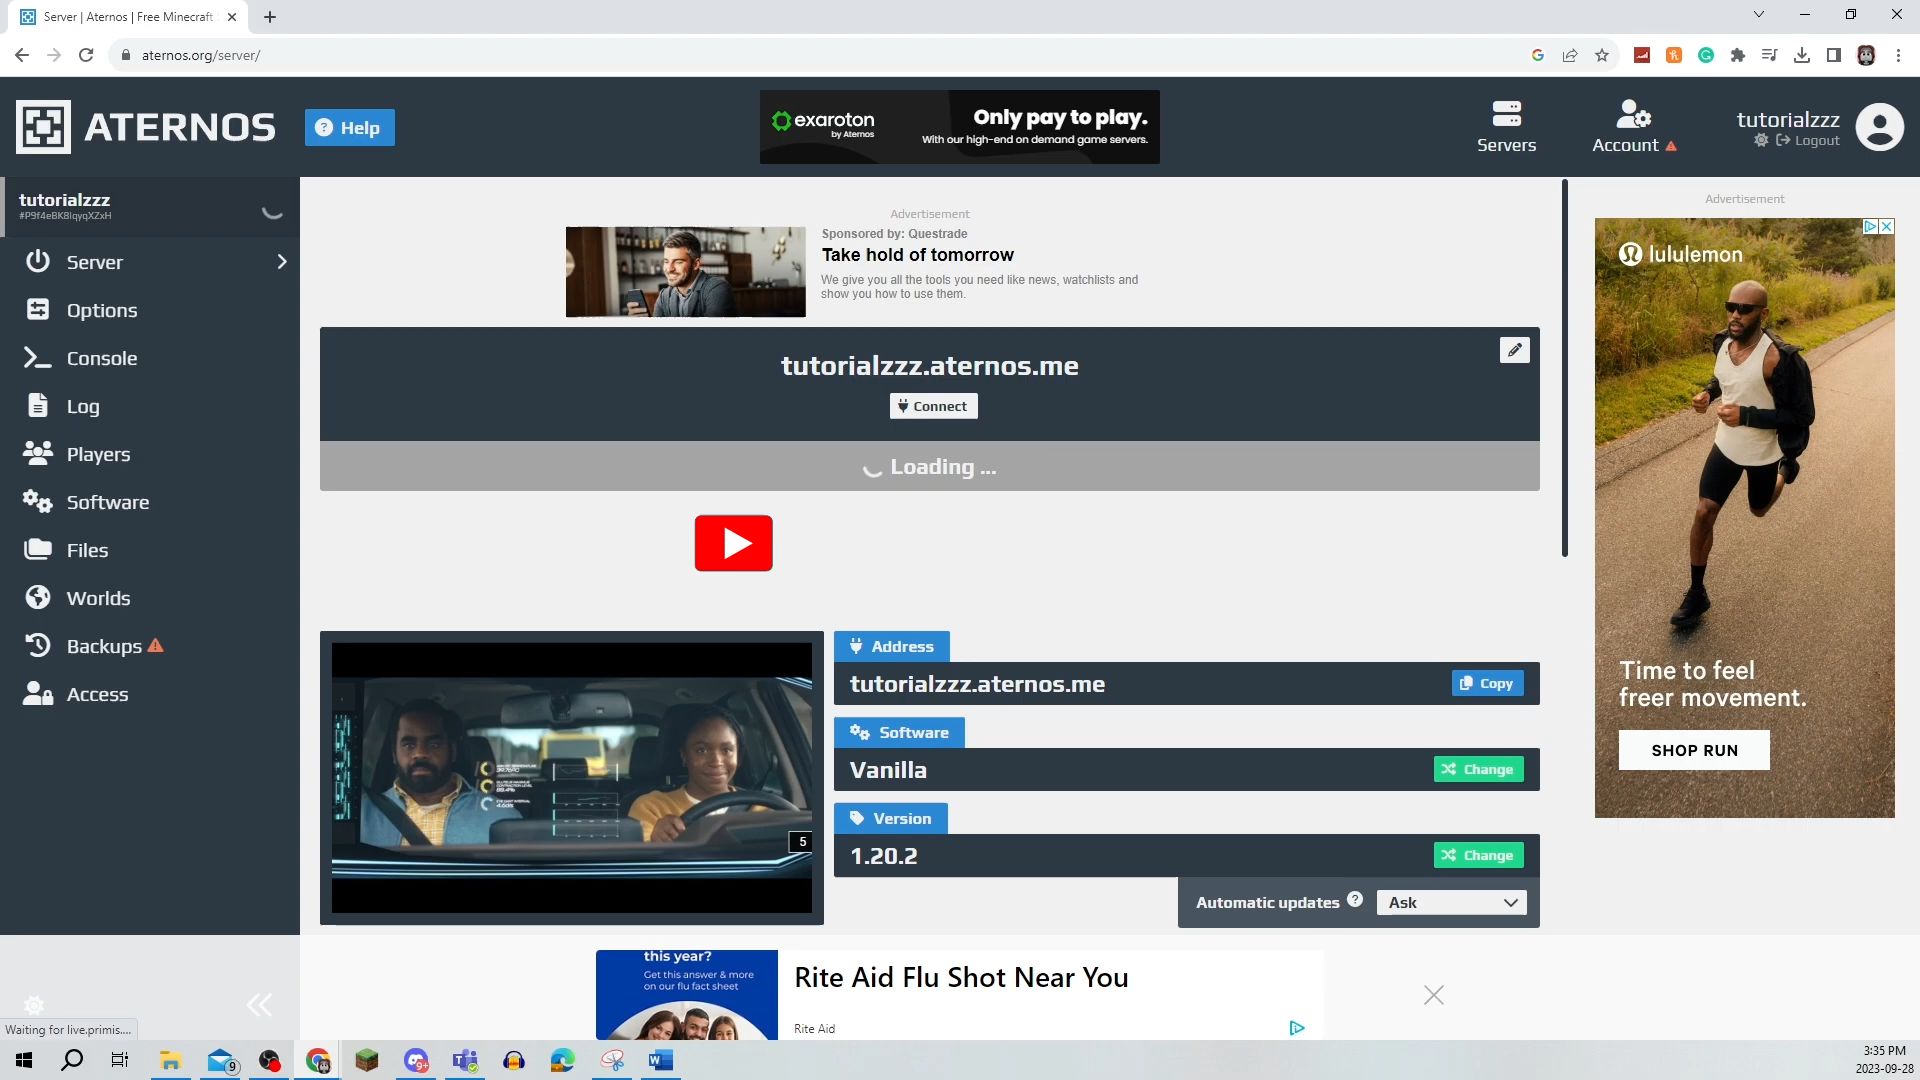 Server | Aternos | Free Minecraft
aternos.org/server/
ATERNOS
Help
exaroton
by Aternos
Only pay to play.
With our high-end on demand game servers.
Servers
Account
tutorialzzz
Logout
tutorialzzz
#P9f4eBK8lqyqXZxH
Server
Options
Console
Log
Players
Software
Files
Worlds
Backups
Access
Advertisement
Sponsored by: Questrade
Take hold of tomorrow
We give you all the tools you need like news, watchlists and
show you how to use them.
tutorialzzz.aternos.me
Connect
Loading ...
5
Address
tutorialzzz.aternos.me
Copy
Software
Vanilla
Change
Version
1.20.2
Change
Automatic updates
Ask
Advertisement
lululemon
Time to feel
freer movement.
SHOP RUN
this year?
Get this answer & more
on our flu fact sheet
Rite Aid Flu Shot Near You
Rite Aid
Waiting for live.primis....
9
9+
3:35 PM
2023-09-28